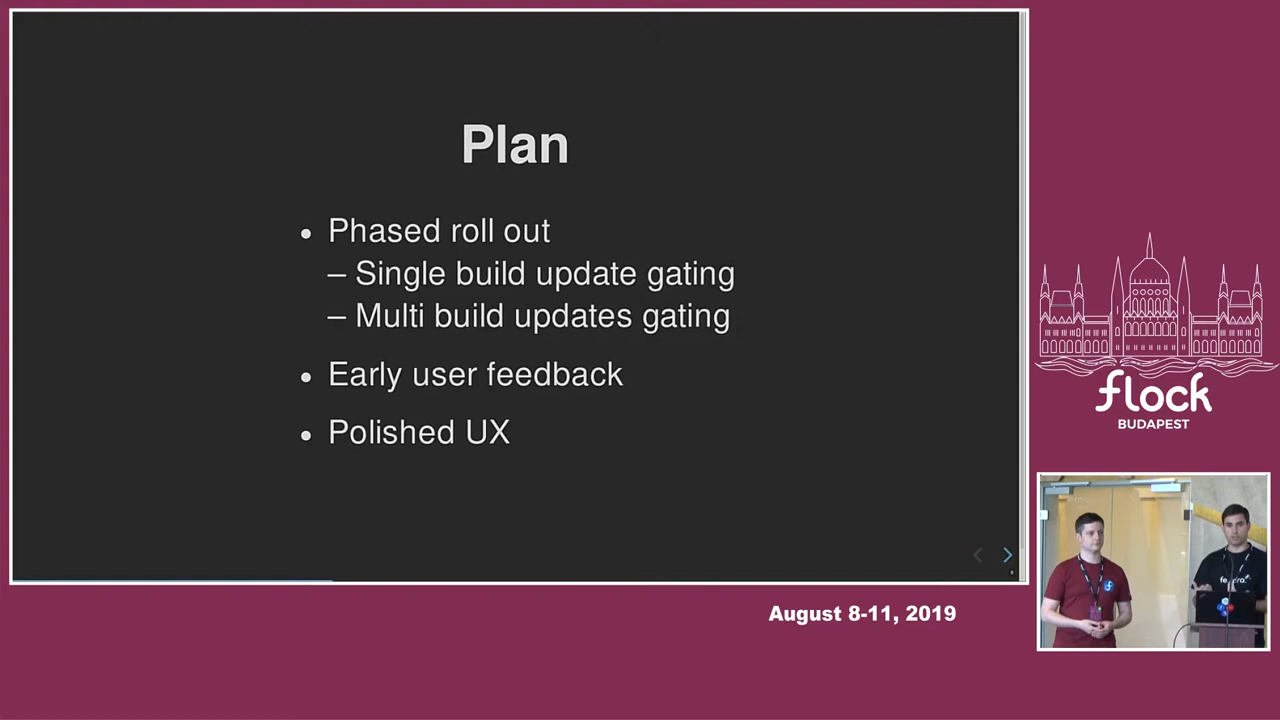 Plan
• Phased roll out
– Single build update gating
– Multi build updates gating
• Early user feedback
• Polished UX
flock
BUDAPEST
August 8-11, 2019